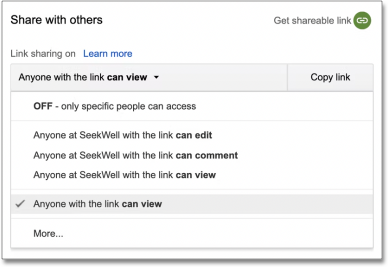 Share with others
Get shareable link
Link sharing on Learn more
Anyone with the link can view
Copy link
OFF - only specific people can access
Anyone at SeekWell with the link can edit
Anyone at SeekWell with the link can comment
Anyone at SeekWell with the link can view
Anyone with the link can view
More...